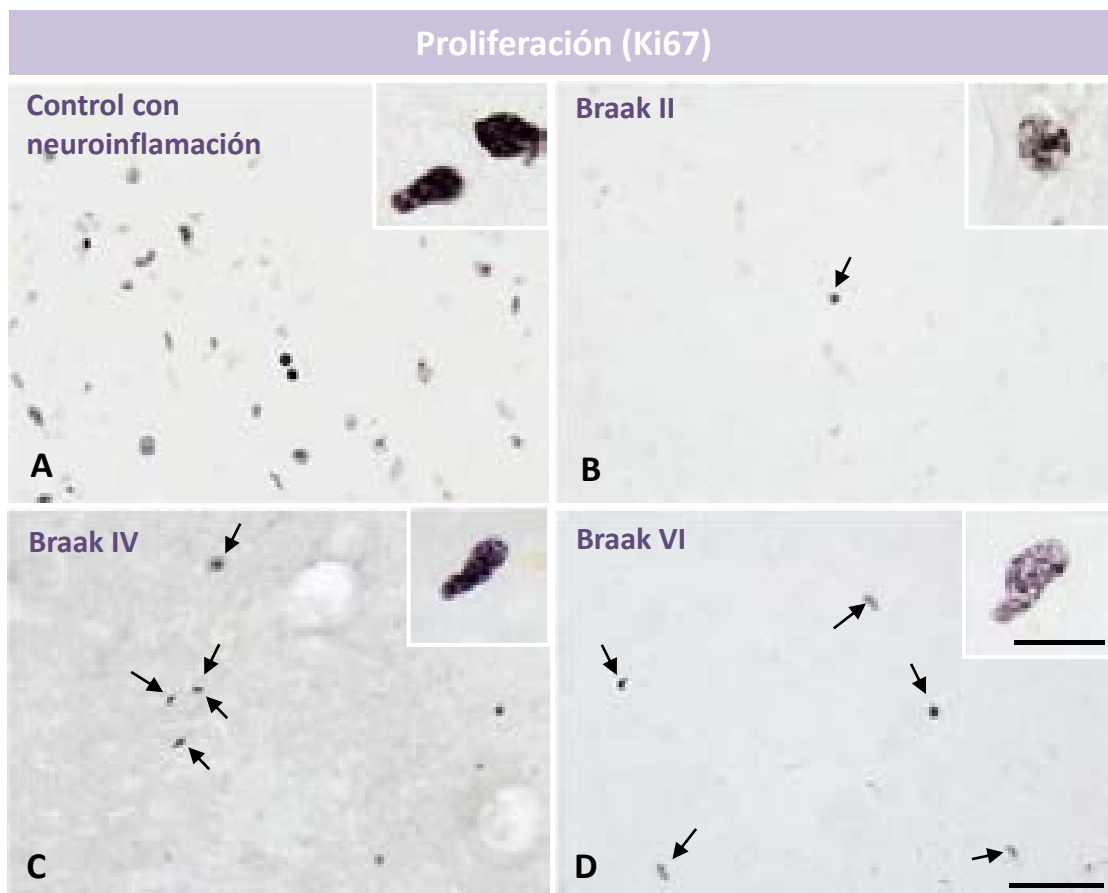 Proliferación (Ki67)
Control con
neuroinflamación
A
Braak II
B
Braak IV
C
Braak VI
D